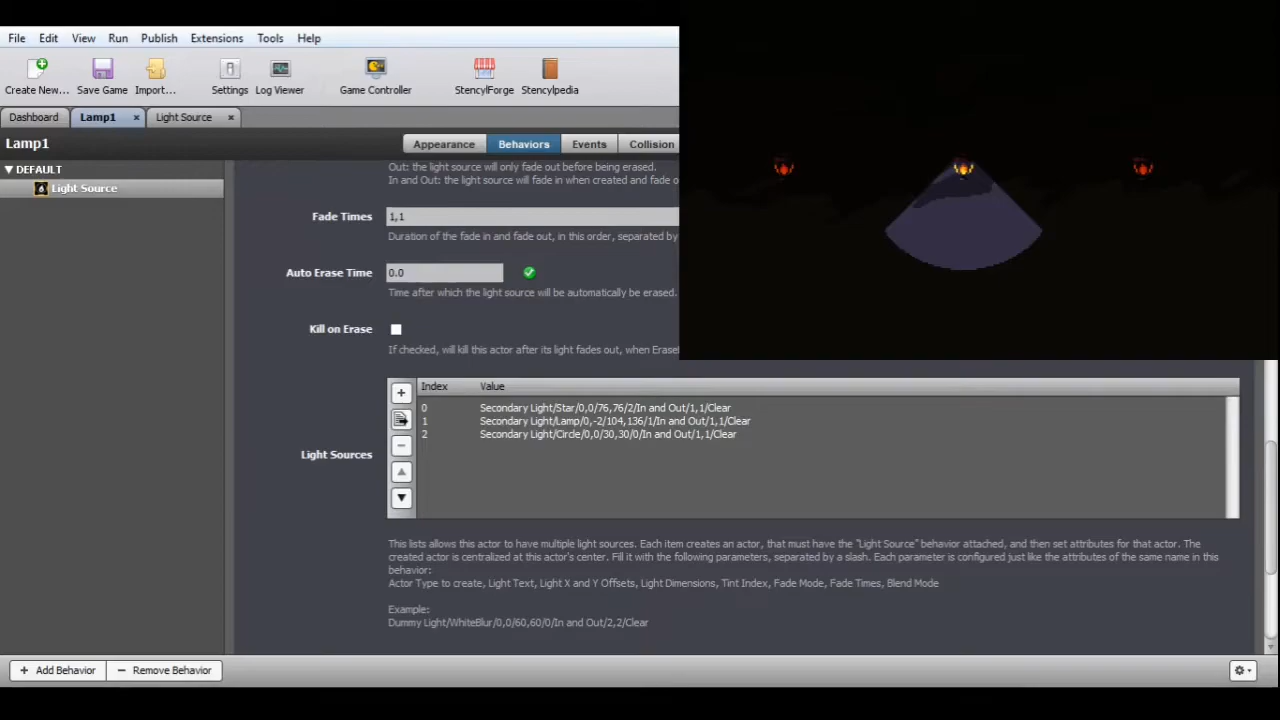 File Edit View Run Publish Extensions Tools Help
Create New... Save Game Import... Settings Log Viewer Game Controller StencylForge Stencylpedia
Dashboard Lamp1 Light Source
Lamp1 Appearance Behaviors Events Collision
DEFAULT
Light Source
Out: the light source will only fade out before being erased.
In and Out: the light source will fade in when created and fade o
Fade Times 1,1
Duration of the fade in and fade out, in this order, separated by
Auto Erase Time 0.0
Time after which the light source will be automatically be erased.
Kill on Erase
If checked, will kill this actor after its light fades out, when Erase
Index Value
0 Secondary Light/Star/0,0/76,76/2/In and Out/1,1/Clear
1 Secondary Light/Lamp/0,-2/104,136/1/In and Out/1,1/Clear
2 Secondary Light/Circle/0,0/30,30/0/In and Out/1,1/Clear
Light Sources
This lists allows this actor to have multiple light sources. Each item creates an actor, that must have the "Light Source" behavior attached, and then set attributes for that actor. The
created actor is centralized at this actor's center. Fill it with the following parameters, separated by a slash. Each parameter is configured just like the attributes of the same name in this
behavior:
Actor Type to create, Light Text, Light X and Y Offsets, Light Dimensions, Tint Index, Fade Mode, Fade Times, Blend Mode
Example:
Dummy Light/WhiteBlur/0,0/60,60/0/In and Out/2,2/Clear
+ Add Behavior − Remove Behavior